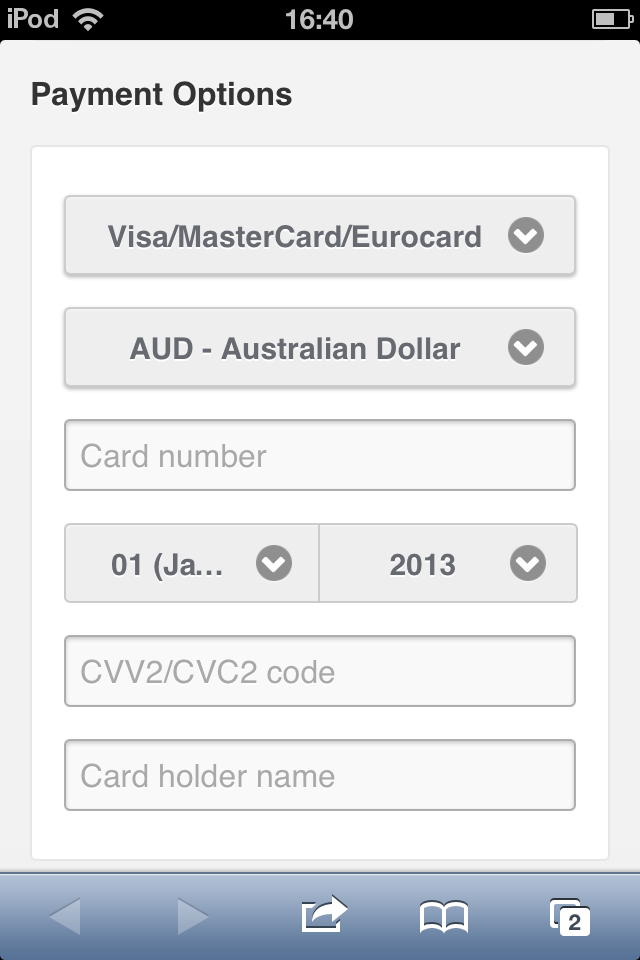 iPod 16:40
Payment Options
Visa/MasterCard/Eurocard
AUD - Australian Dollar
Card number
01 (Ja... 2013
CVV2/CVC2 code
Card holder name
2